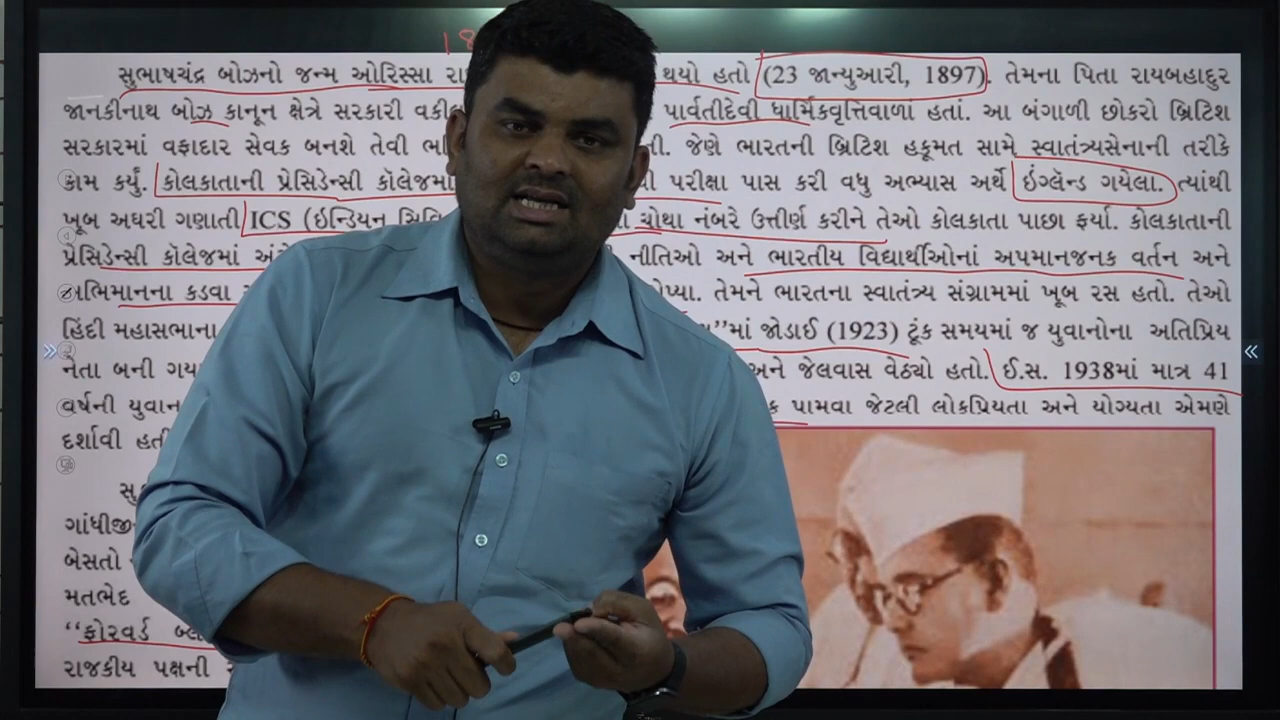 18
સુભાષચંદ્ર બોઝનો જન્મ ઓરિસ્સા થયો હતો (23 જાન્યુઆરી, 1897). તેમના પિતા રાયબહાદુર
જાનકીનાથ બોઝ કાનૂન ક્ષેત્રે સરકારી પાર્વતીદેવી ધાર્મિકવૃત્તિવાળાં હતાં. આ બંગાળી છોકરો બ્રિટિશ
સરકારમાં વફાદાર સેવક બનશે તેવી જેણે ભારતની બ્રિટિશ હકૂમત સામે સ્વાતંત્ર્યસેનાની તરીકે
કામ કર્યું. કોલકાતાની પ્રેસિડેન્સી કૉલેજમાં પરીક્ષા પાસ કરી વધુ અભ્યાસ અર્થે ઇંગ્લૅન્ડ ગયેલા. ત્યાંથી
ખૂબ અઘરી ગણાતી ICS (ઇન્ડિયન ચોથા નંબરે ઉત્તીર્ણ કરીને તેઓ કોલકાતા પાછા ફર્યા. કોલકાતાની
પ્રેસિડેન્સી કૉલેજમાં નીતિઓ અને ભારતીય વિદ્યાર્થીઓનાં અપમાનજનક વર્તન અને
અભિમાનના કડવા તેમને ભારતના સ્વાતંત્ર્ય સંગ્રામમાં ખૂબ રસ હતો. તેઓ
હિંદી મહાસભાના ''માં જોડાઈ (1923) ટૂંક સમયમાં જ યુવાનોના અતિપ્રિય
નેતા બની અને જેલવાસ વેઠ્યો હતો. ઈ.સ. 1938માં માત્ર 41
વર્ષની યુવાન પામવા જેટલી લોકપ્રિયતા અને યોગ્યતા એમણે
દર્શાવી
ગાંધીજી
બેસતો
મતભેદ
"ફોરવર્ડ
રાજકીય પક્ષની